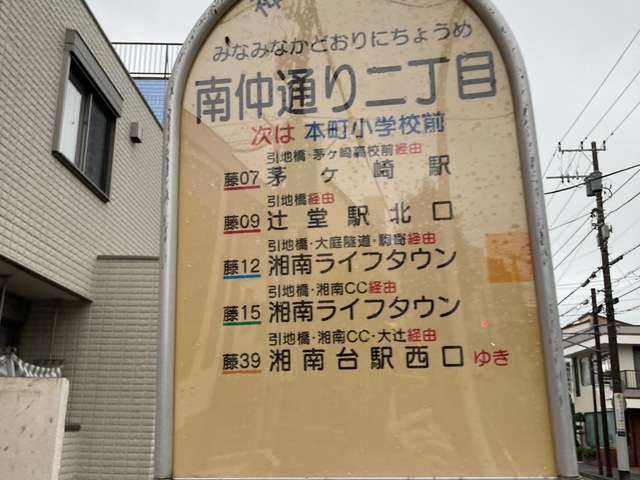 神
みなみなかどおりにちょうめ
南仲通り二丁目
次は 本町小学校前
引地橋・茅ヶ崎高校前経由
藤07 茅ヶ崎駅
引地橋経由
藤09 辻堂駅北口
引地橋・大庭隧道・駒寄経由
藤12 湘南ライフタウン
引地橋・湘南CC経由
藤15 湘南ライフタウン
引地橋・湘南CC・大辻経由
藤39 湘南台駅西口 ゆき